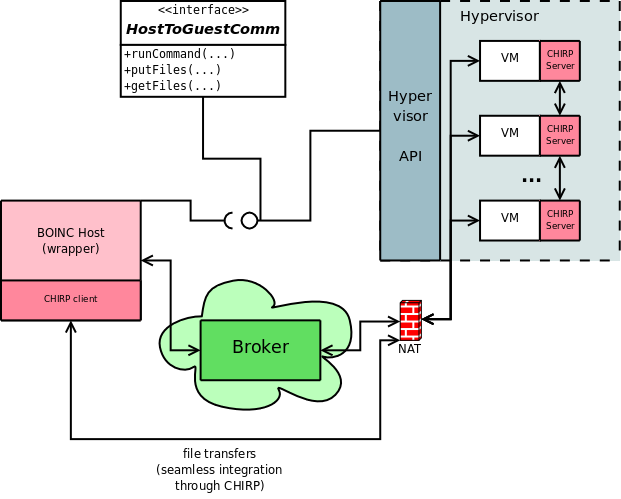 <<interface>>
HostToGuestComm
+runCommand(...)
+putFiles(...)
+getFiles(...)
Hypervisor
Hyper
visor
API
VM
CHIRP
Server
VM
CHIRP
Server
...
VM
CHIRP
Server
BOINC Host
(wrapper)
CHIRP client
Broker
NAT
file transfers
(seamless integration
through CHIRP)